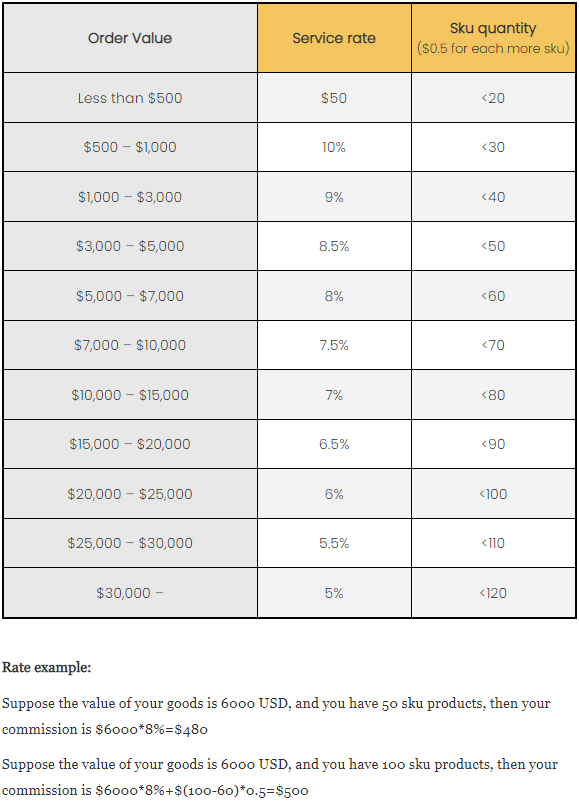 Order Value Service rate Sku quantity
($0.5 for each more sku)
Less than $500 $50 <20
$500 – $1,000 10% <30
$1,000 – $3,000 9% <40
$3,000 – $5,000 8.5% <50
$5,000 – $7,000 8% <60
$7,000 – $10,000 7.5% <70
$10,000 – $15,000 7% <80
$15,000 – $20,000 6.5% <90
$20,000 – $25,000 6% <100
$25,000 – $30,000 5.5% <110
$30,000 – 5% <120
Rate example:
Suppose the value of your goods is 6000 USD, and you have 50 sku products, then your
commission is $6000*8%=$480
Suppose the value of your goods is 6000 USD, and you have 100 sku products, then your
commission is $6000*8%+$(100-60)*0.5=$500